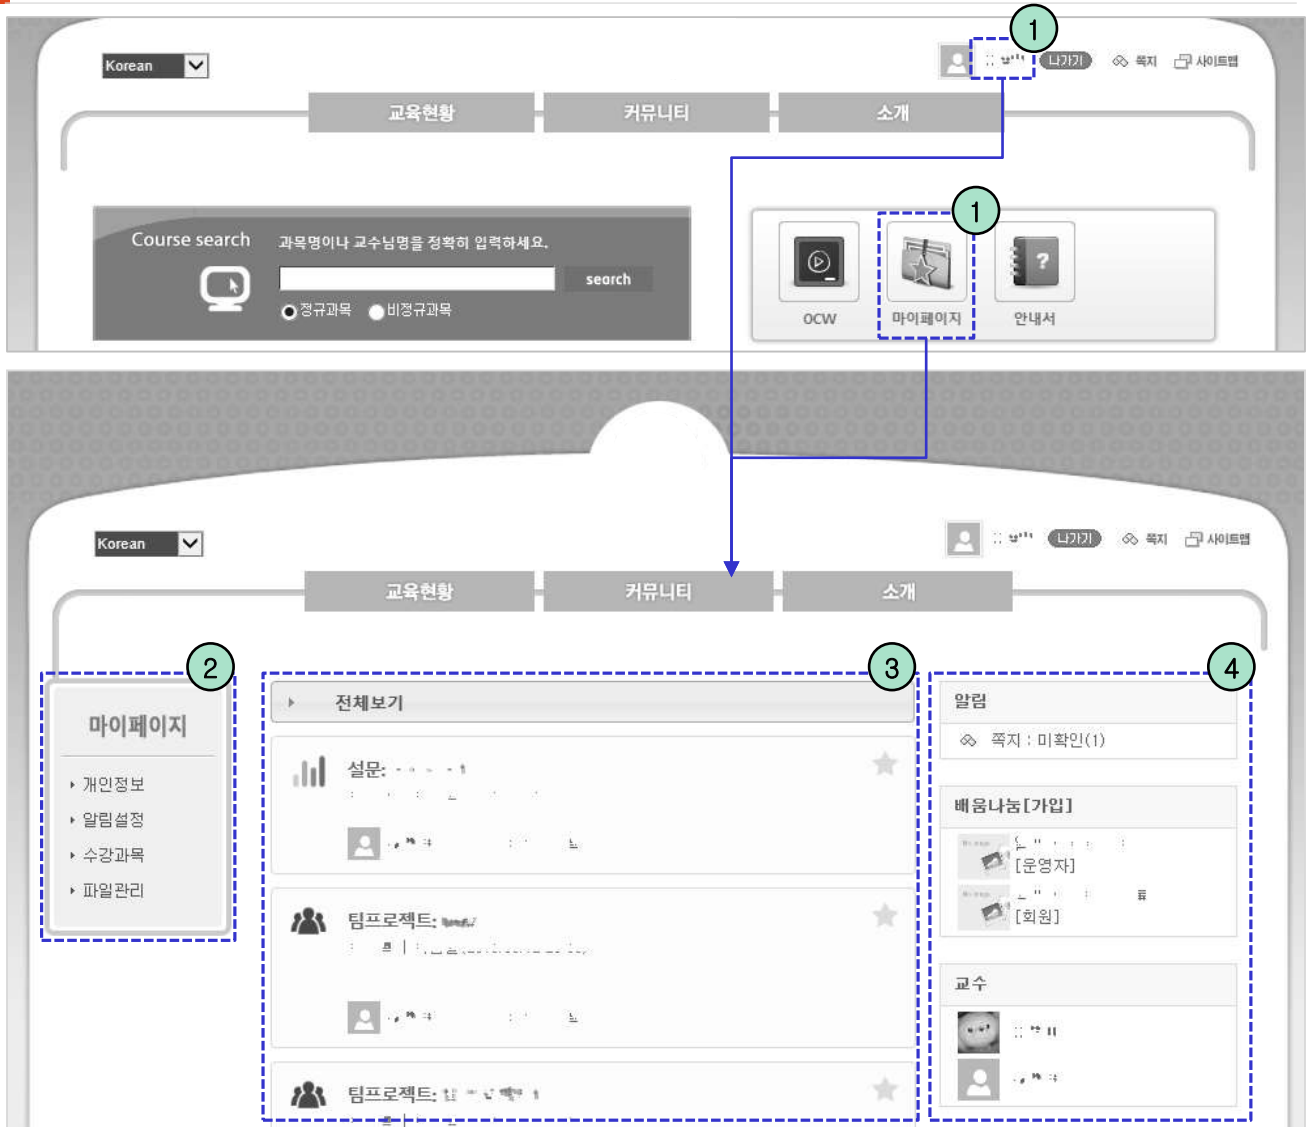 1
Korean
나가기 쪽지 사이트맵
교육현황 커뮤니티 소개
1
Course search 과목명이나 교수님명을 정확히 입력하세요.
search
정규과목 비정규과목
OCW 마이페이지 안내서
Korean
나가기 쪽지 사이트맵
교육현황 커뮤니티 소개
2
3
4
마이페이지
개인정보
알림설정
수강과목
파일관리
전체보기
설문:
팀프로젝트:
팀프로젝트:
알림
쪽지 : 미확인(1)
배움나눔[가입]
[운영자]
[회원]
교수